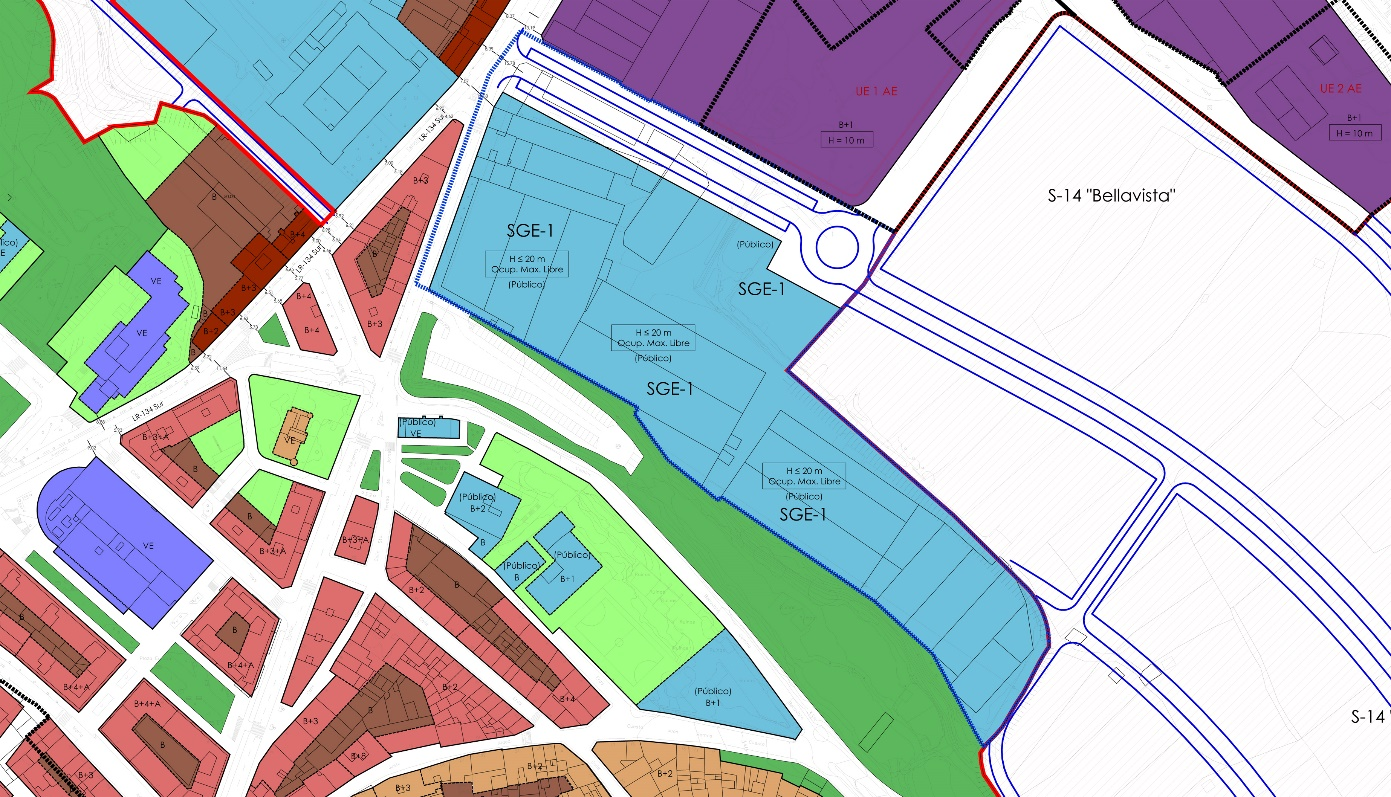 UE 1 AE
B+1
H = 10 m
UE 2 AE
B+1
H = 10 m
S-14 "Bellavista"
LR-134 Sur
B+3
B
B+3
B
B+4
LR-134 Sur
SGE-1
H ≤ 20 m
Ocup. Max. Libre
(Público)
(Público)
SGE-1
H ≤ 20 m
Ocup. Max. Libre
(Público)
SGE-1
H ≤ 20 m
Ocup. Max. Libre
(Público)
SGE-1
VE
VE
B+3
B+3
B+2
B
B+4
B+4
LR-134 Sur
B+3+A
B
VE
(Público)
VE
B
B+3+A
B+3+A
VE
(Público)
B+2
B
(Público)
B
(Público)
B+1
B+2
B
B+4
(Público)
B+1
B
B+4+A
B
B+4+A
B+4+A
B
B+3
B+2
B
B+3
B+3
B+2
B+2
B+3
S-14